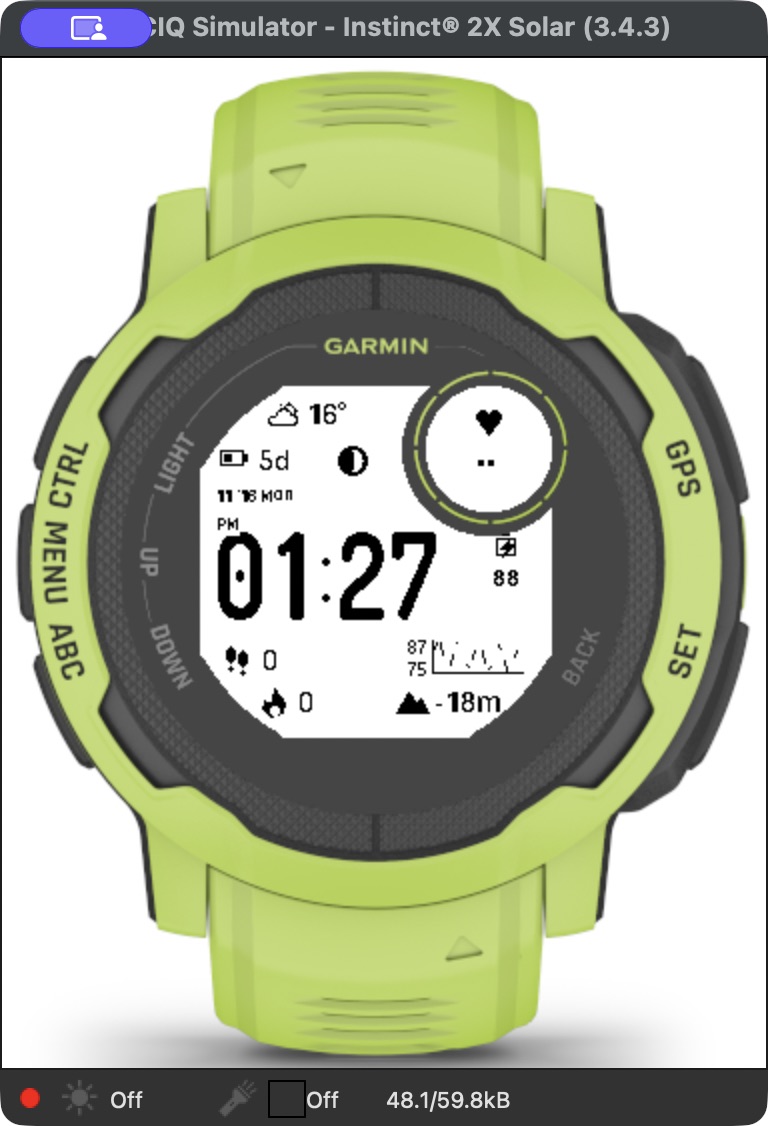 CIQ Simulator - Instinct® 2X Solar (3.4.3)
GARMIN
16°
5d
--
11 16 Mon
PM
01:27
88
0
87
75
0
-18m
CTRL
LIGHT
MENU
UP
ABC
DOWN
GPS
SET
BACK
Off
Off
48.1/59.8kB